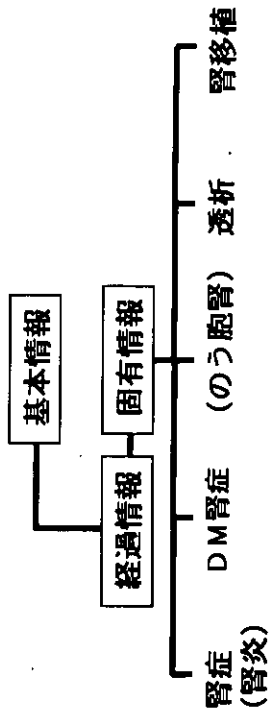 基本情報
経過情報
固有情報
腎症
(腎炎)
DM腎症
(のう胞腎)
透析
腎移植